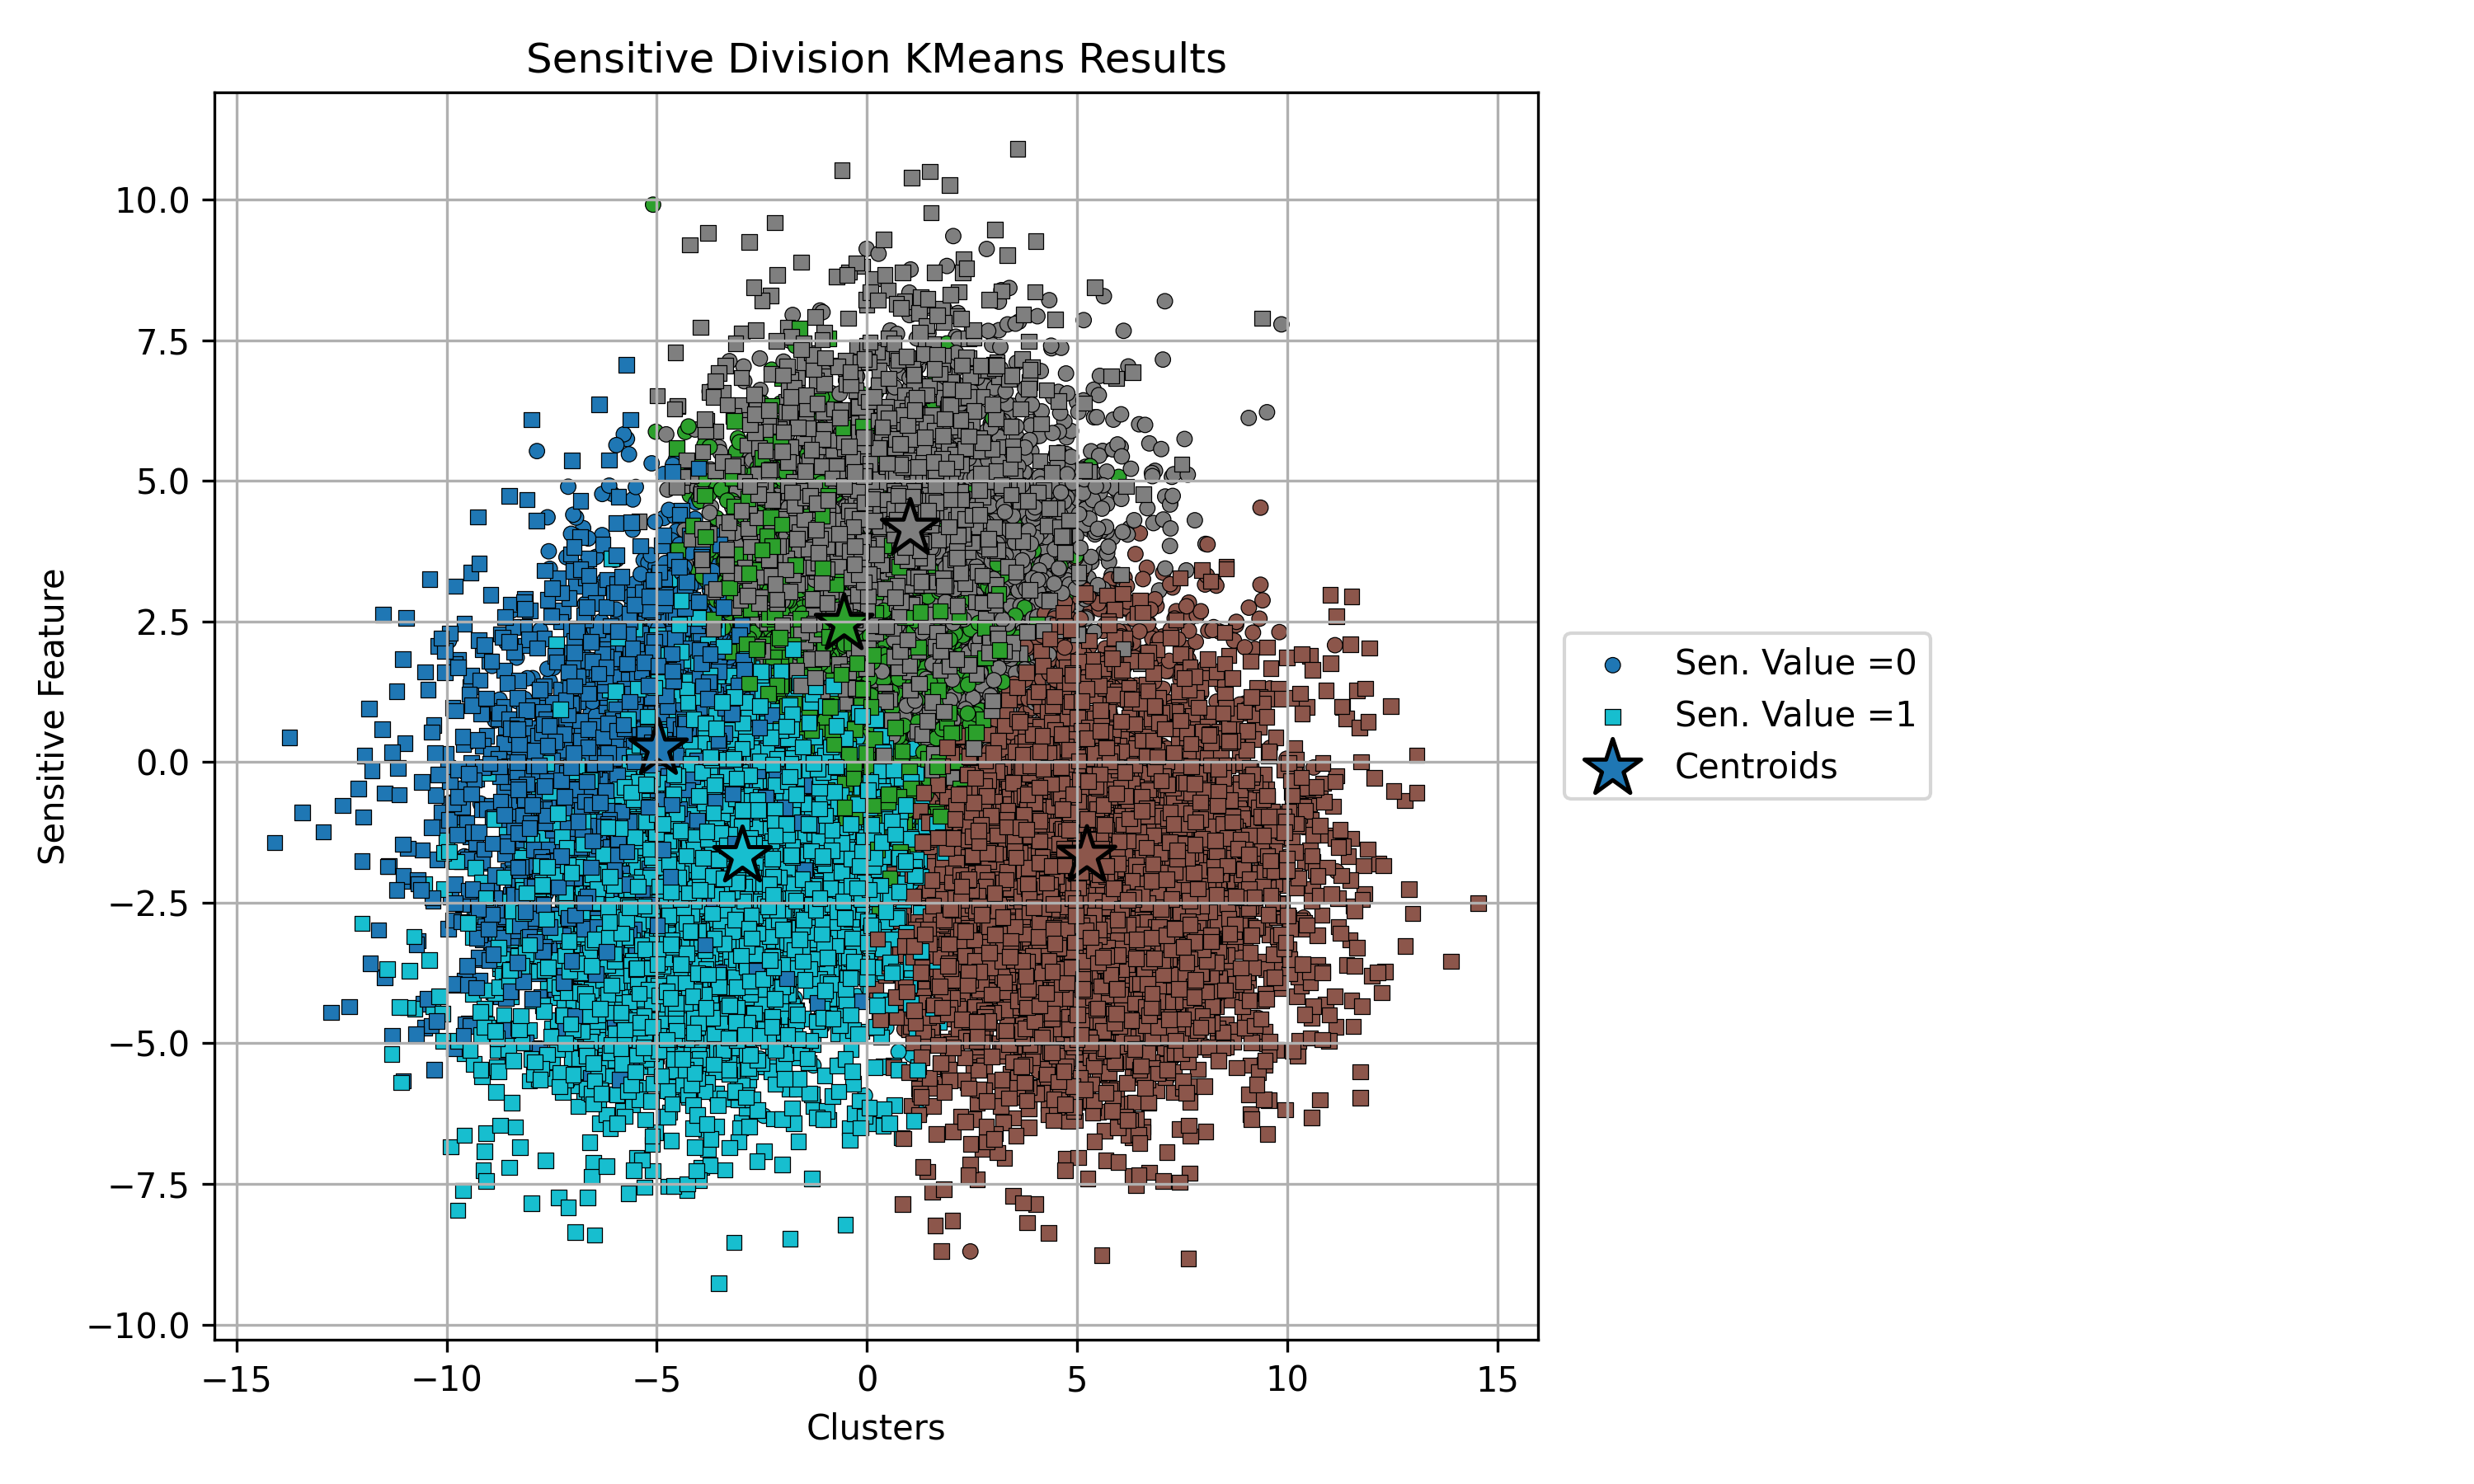 Sensitive Division KMeans Results
10.0
7.5
5.0
2.5
0.0
−2.5
−5.0
−7.5
−10.0
Sensitive Feature
−15
−10
−5
0
5
10
15
Clusters
Sen. Value =0
Sen. Value =1
Centroids